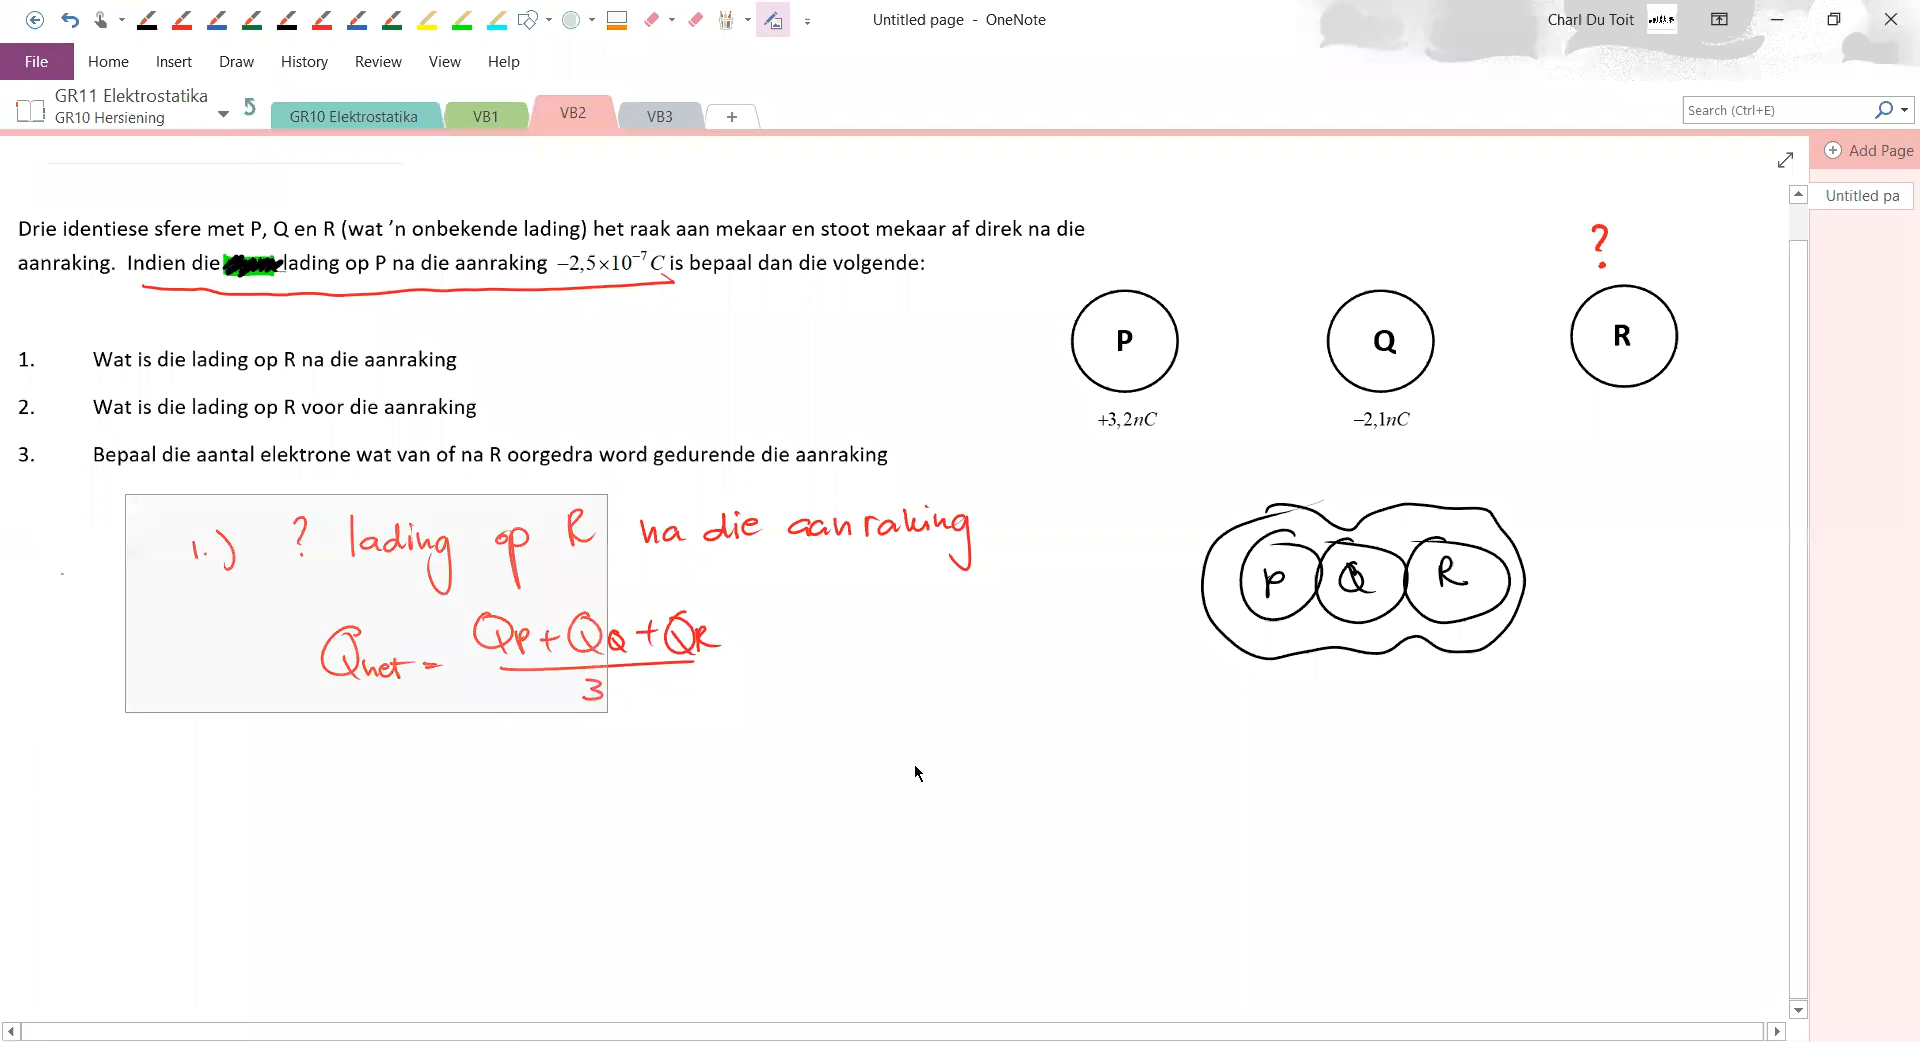 Untitled page - OneNote
Charl Du Toit
File Home Insert Draw History Review View Help
GR11 Elektrostatika
GR10 Hersiening
GR10 Elektrostatika VB1 VB2 VB3 +
Search (Ctrl+E)
Add Page
Untitled pa
Drie identiese sfere met P, Q en R (wat ’n onbekende lading) het raak aan mekaar en stoot mekaar af direk na die
aanraking. Indien die lading op P na die aanraking −2,5×10⁻⁷ C is bepaal dan die volgende:
?
P Q R
+3,2nC −2,1nC
1. Wat is die lading op R na die aanraking
2. Wat is die lading op R voor die aanraking
3. Bepaal die aantal elektrone wat van of na R oorgedra word gedurende die aanraking
1.) ? lading op R na die aanraking
P Q R
Qnet = QP + QQ + QR
3